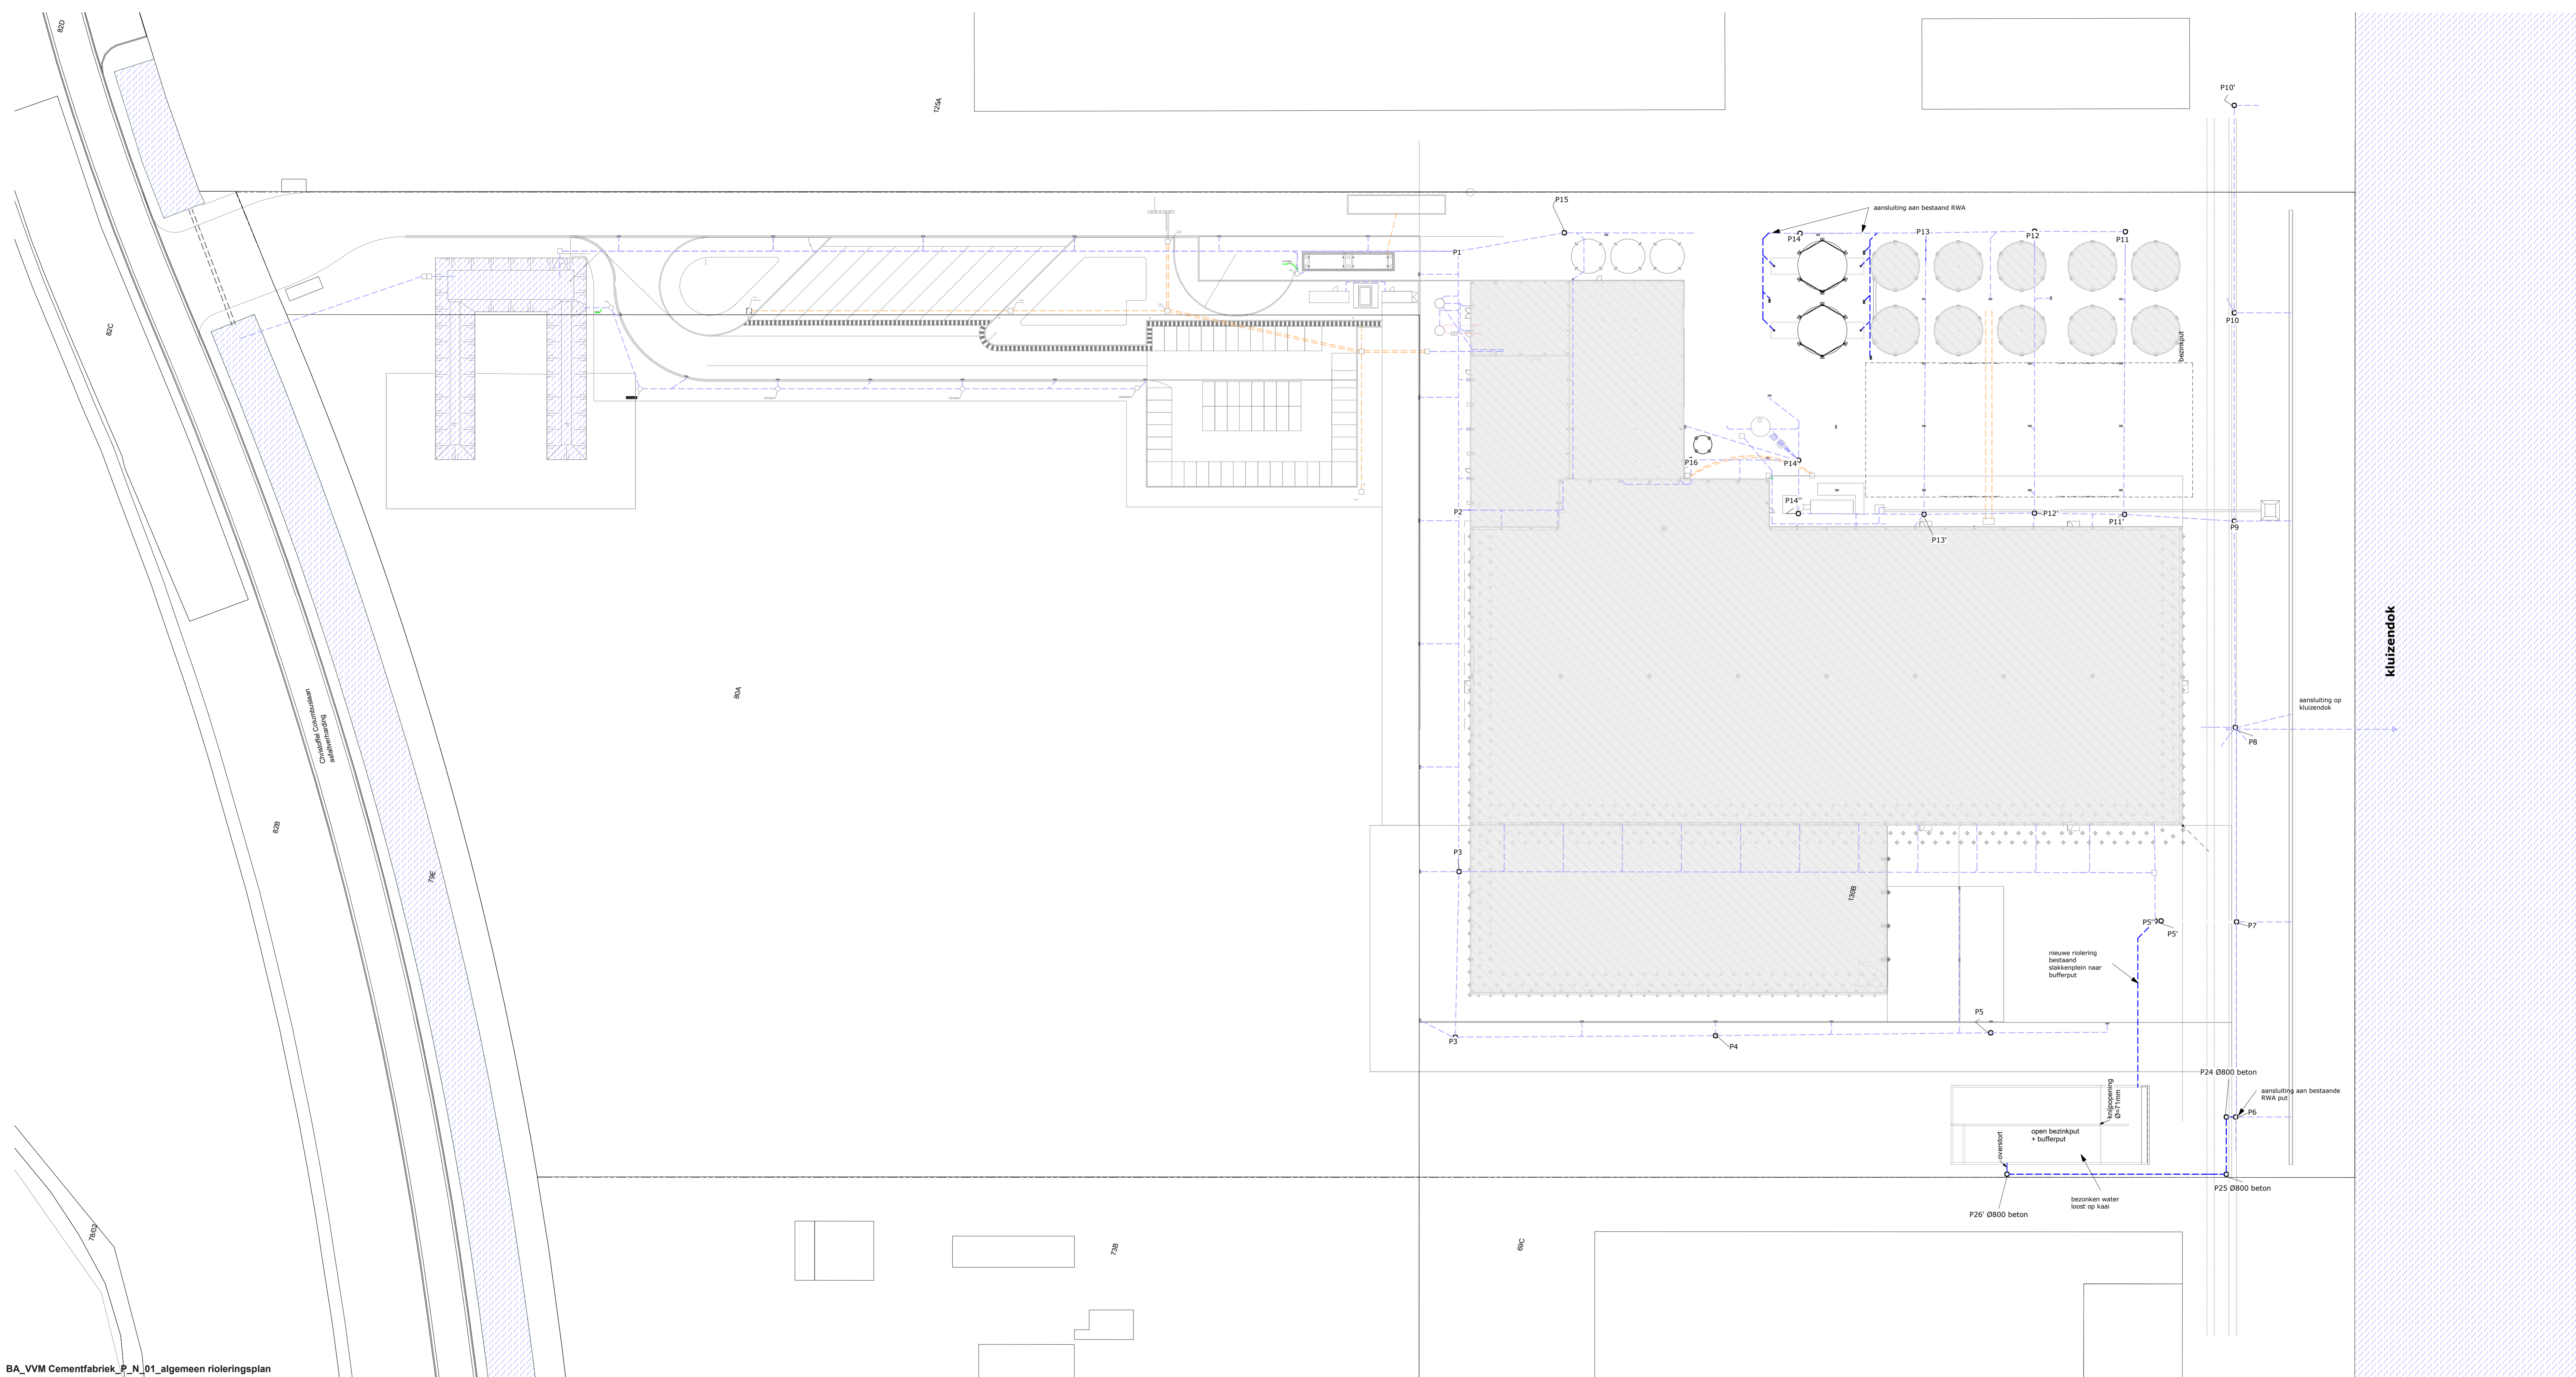 82D
125A
P10'
P15
aansluiting aan bestaand RWA
P14
P13
P12
P11
P1
P10
82C
bezinkput
P16
P14'
P14''
P2
P12'
P11'
P9
P13'
kluizendok
80A
Christoffel Columbuslaan
asfaltverharding
aansluiting op
kluizendok
P8
82B
P3
79E
130B
P5''
P7
P5'
nieuwe riolering
bestaand
slakkenplein naar
bufferput
P5
P3
P4
P24 Ø800 beton
knijpopening
Ø=71mm
aansluiting aan bestaande
RWA put
P6
open bezinkput
+ bufferput
overstort
P25 Ø800 beton
bezonken water
loost op kaai
P26' Ø800 beton
78/02
73B
69C
BA_VVM Cementfabriek_P_N_01_algemeen rioleringsplan